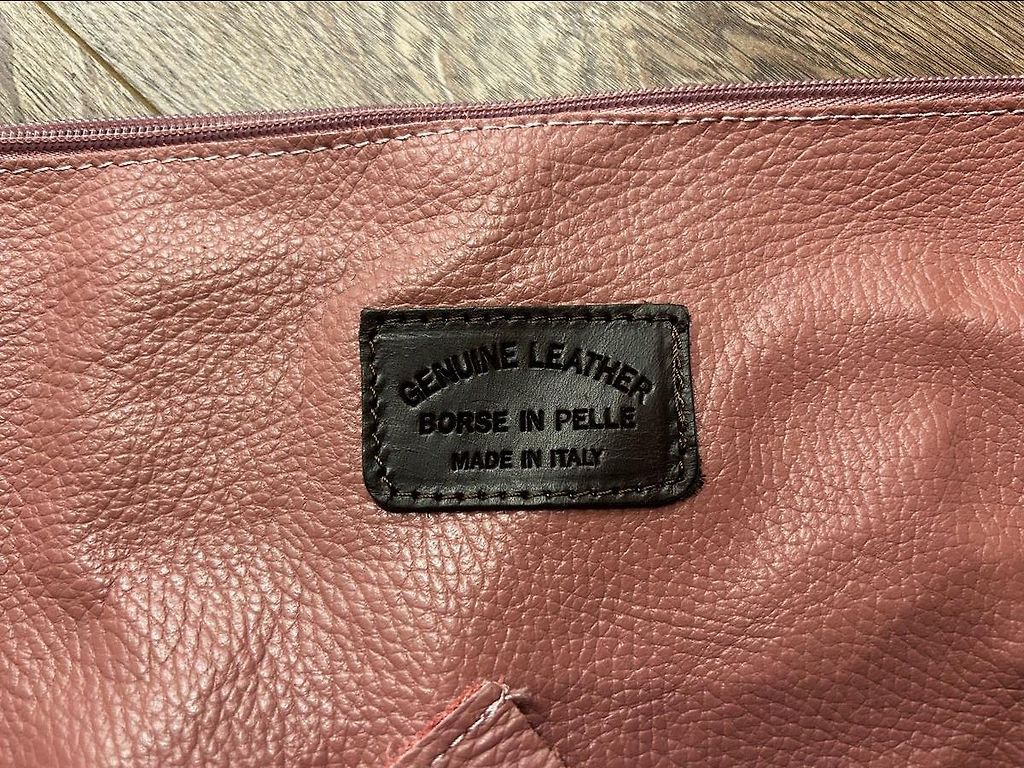 GENUINE LEATHER
BORSE IN PELLE
MADE IN ITALY